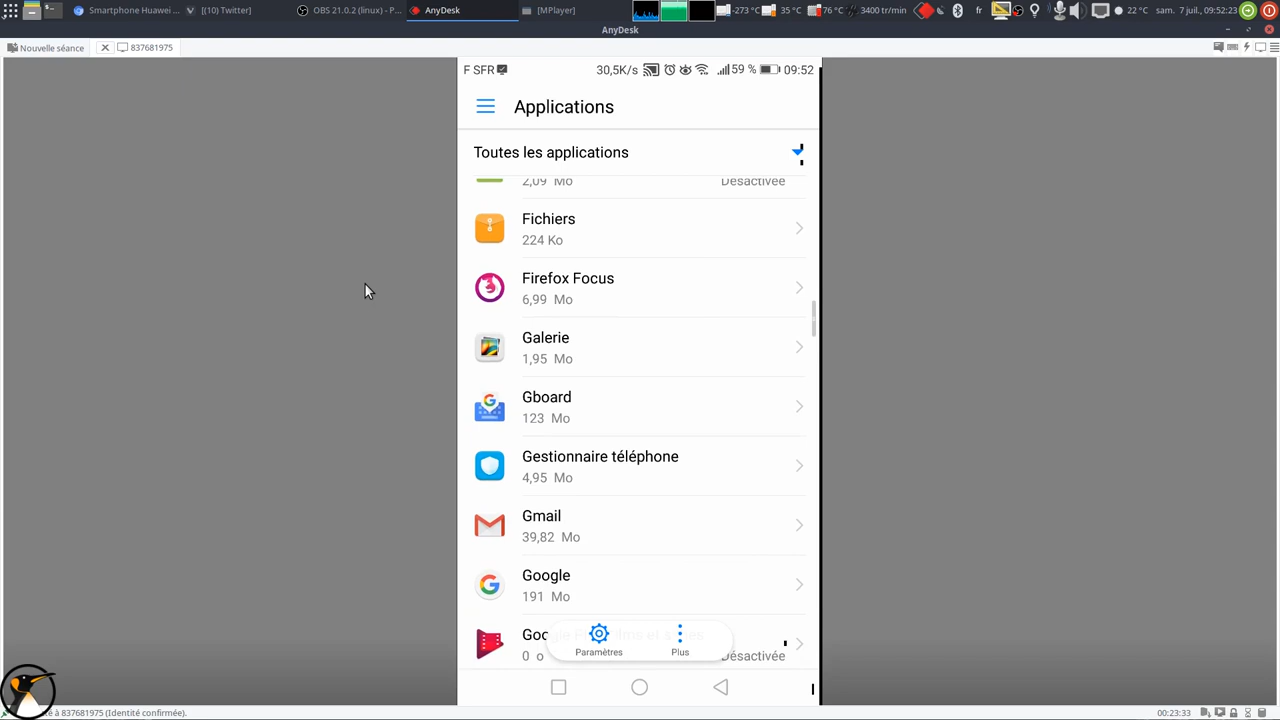 Smartphone Huawei ...
[(10) Twitter]
OBS 21.0.2 (linux) - P...
AnyDesk
[MPlayer]
-273 °C
35 °C
76°C
3400 tr/min
fr
22 °C
sam. 7 juil., 09:52:23
AnyDesk
Nouvelle séance
837681975
F SFR
30,5K/s
59 %
09:52
Applications
Toutes les applications
2,09 Mo
Désactivée
Fichiers
224 Ko
Firefox Focus
6,99 Mo
Galerie
1,95 Mo
Gboard
123 Mo
Gestionnaire téléphone
4,95 Mo
Gmail
39,82 Mo
Google
191 Mo
0 o
Désactivée
Paramètres
Plus
à 837681975 (Identité confirmée).
00:23:33